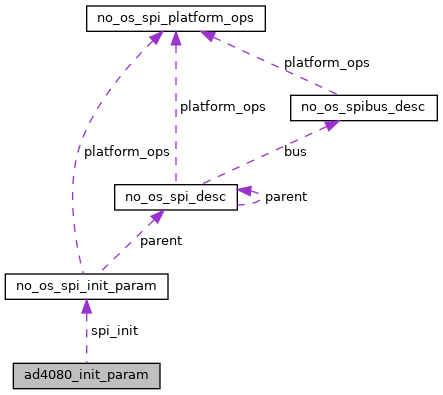 no_os_spi_platform_ops
platform_ops
no_os_spibus_desc
platform_ops
platform_ops
bus
no_os_spi_desc
parent
parent
no_os_spi_init_param
spi_init
ad4080_init_param